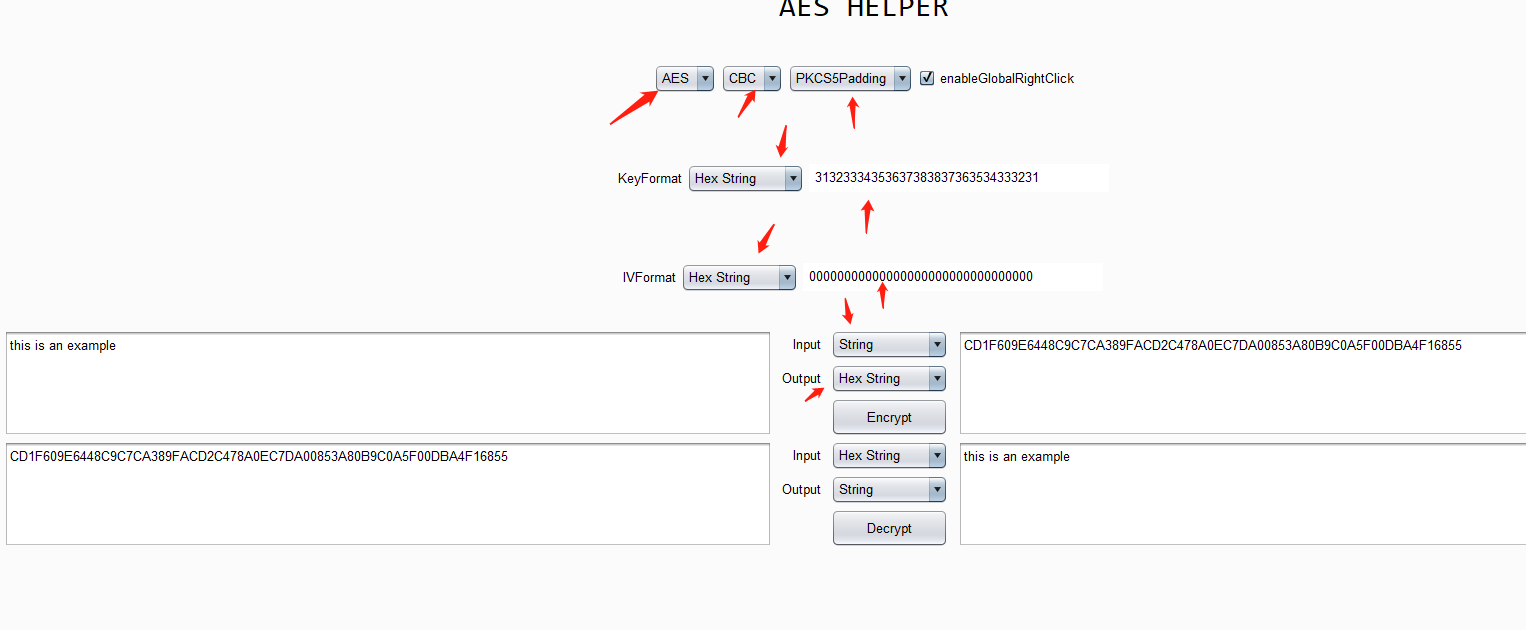 AES HELPER
AES CBC PKCS5Padding enableGlobalRightClick
KeyFormat Hex String 31323334353637383837363534333231
IVFormat Hex String 00000000000000000000000000000000
this is an example
Input String
CD1F609E6448C9C7CA389FACD2C478A0EC7DA00853A80B9C0A5F00DBA4F16855
Output Hex String
Encrypt
CD1F609E6448C9C7CA389FACD2C478A0EC7DA00853A80B9C0A5F00DBA4F16855
Input Hex String
this is an example
Output String
Decrypt